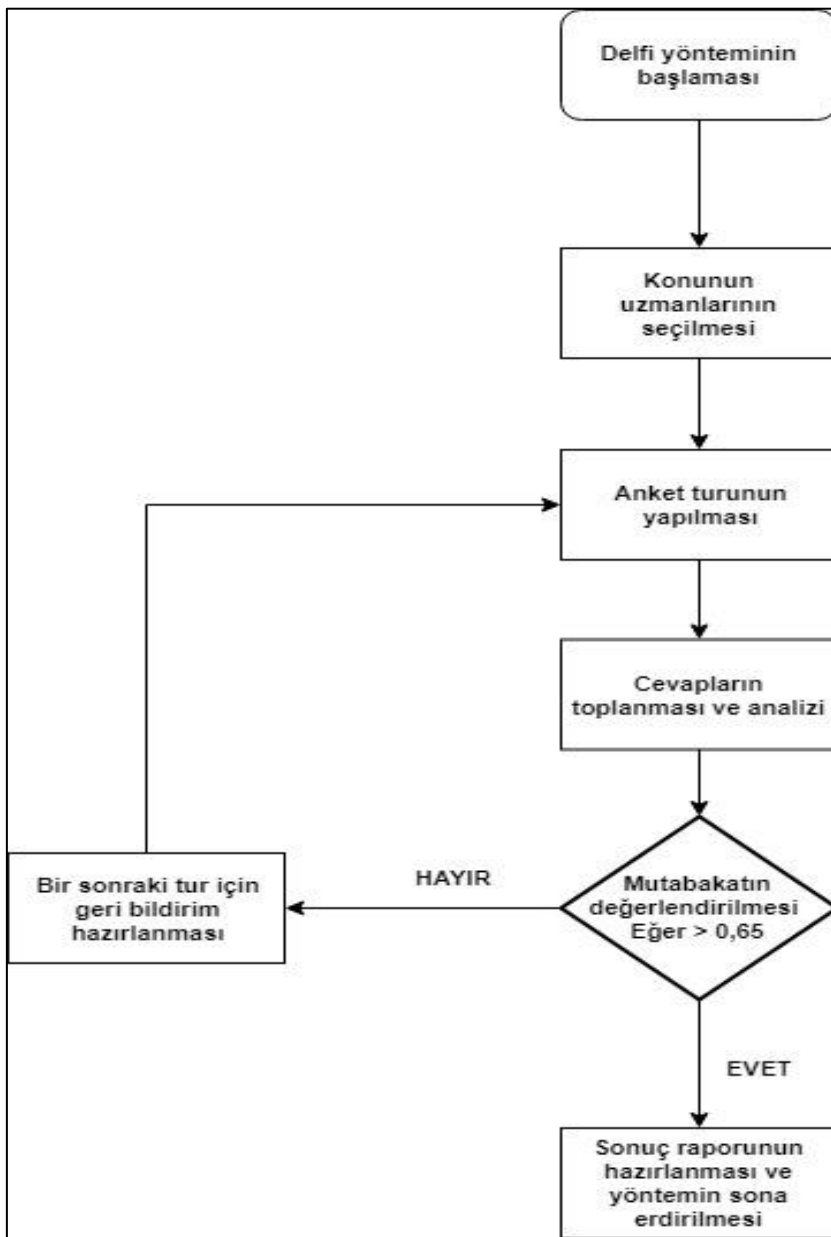 Delfi yönteminin
başlaması
Konunun
uzmanlarının
seçilmesi
Anket turunun
yapılması
Cevapların
toplanması ve analizi
Mutabakatın
değerlendirilmesi
Eğer > 0,65
HAYIR
Bir sonraki tur için
geri bildirim
hazırlanması
EVET
Sonuç raporunun
hazırlanması ve
yöntemin sona
erdirilmesi